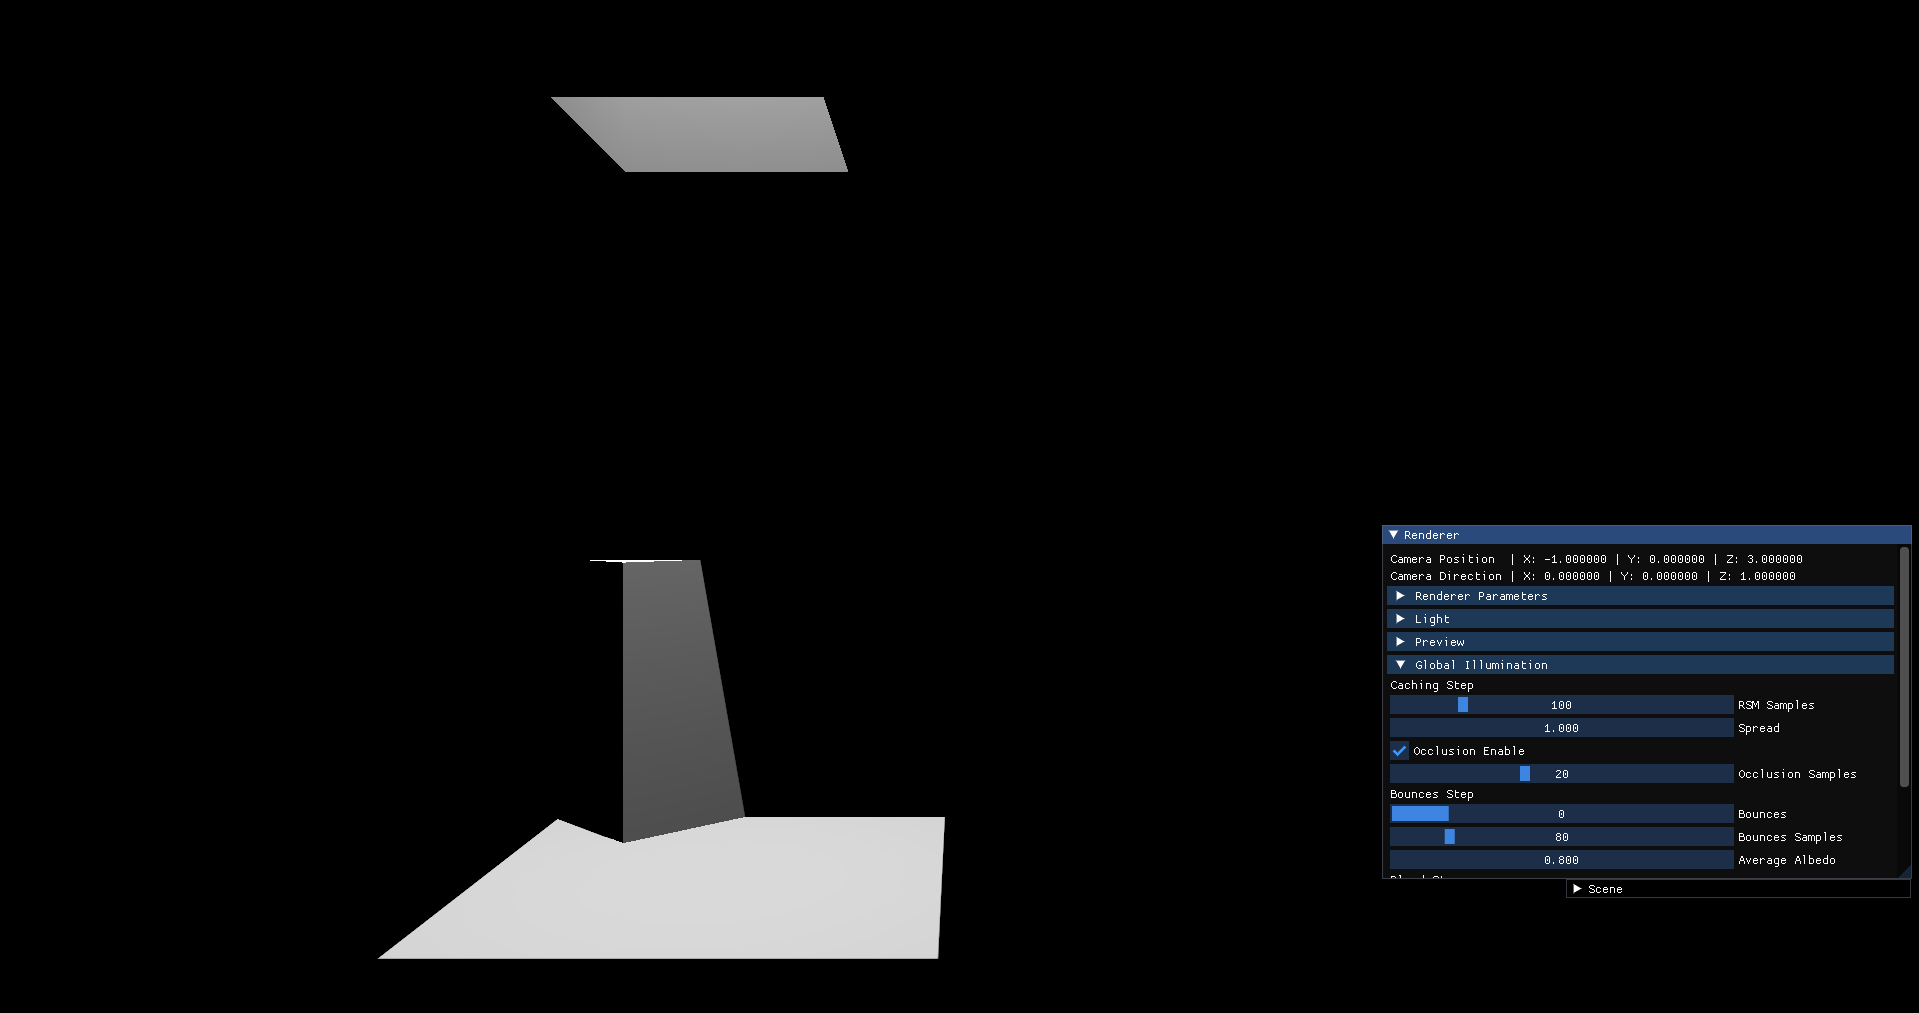 Renderer
Camera Position | X: -1.000000 | Y: 0.000000 | Z: 3.000000
Camera Direction | X: 0.000000 | Y: 0.000000 | Z: 1.000000
Renderer Parameters
Light
Preview
Global Illumination
Caching Step
100 RSM Samples
1.000 Spread
Occlusion Enable
20 Occlusion Samples
Bounces Step
0 Bounces
80 Bounces Samples
0.800 Average Albedo
Scene